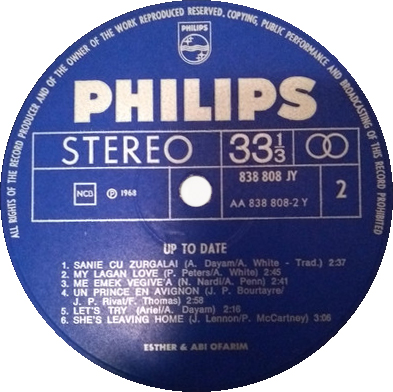 ALL RIGHTS OF THE RECORD PRODUCER AND OF THE OWNER OF THE WORK REPRODUCED RESERVED. COPYING, PUBLIC PERFORMANCE AND BROADCASTING OF THIS RECORD PROHIBITED
PHILIPS
PHILIPS
STEREO 33 1/3
838 808 JY
NCB ℗ 1968 AA 838 808-2 Y 2
UP TO DATE
1. SANIE CU ZURGALAI (A. Dayam/A. White - Trad.) 2:37
2. MY LAGAN LOVE (P. Peters/A. White) 2:45
3. ME EMEK VEGIVE'A (N. Nardi/A. Penn) 2:41
4. UN PRINCE EN AVIGNON (J. P. Bourtayre/
J. P. Rivat/F. Thomas) 2:58
5. LET'S TRY (Ariel/A. Dayam) 2:16
6. SHE'S LEAVING HOME (J. Lennon/P. McCartney) 3:06
ESTHER & ABI OFARIM